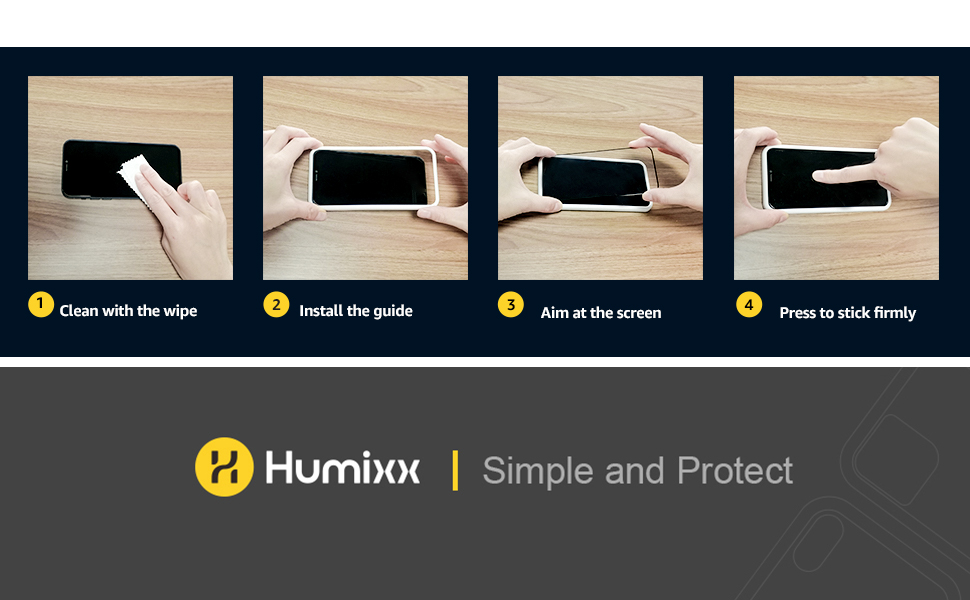 1 Clean with the wipe
2 Install the guide
3 Aim at the screen
4 Press to stick firmly
Humixx | Simple and Protect